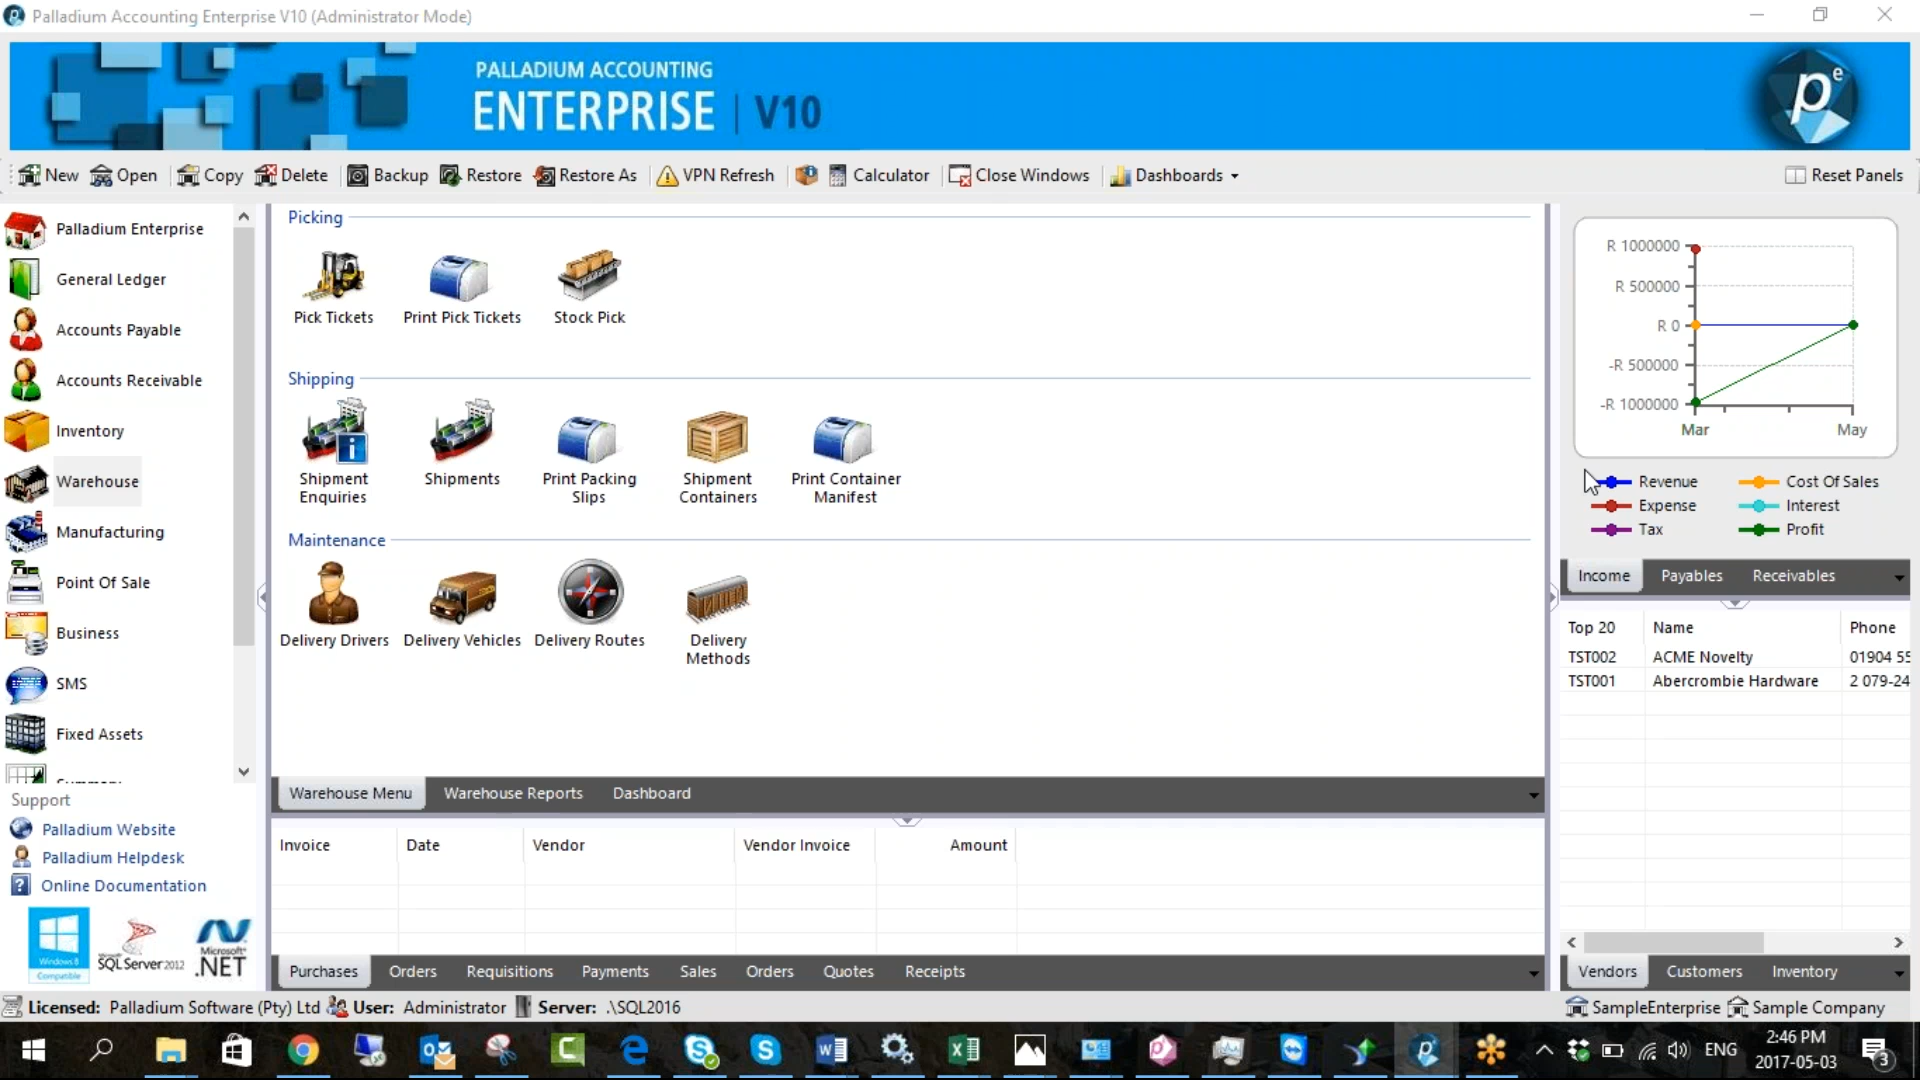 Palladium Accounting Enterprise V10 (Administrator Mode)
PALLADIUM ACCOUNTING
ENTERPRISE | V10
pe
New Open Copy Delete Backup Restore Restore As VPN Refresh Calculator Close Windows Dashboards Reset Panels
Palladium Enterprise
General Ledger
Accounts Payable
Accounts Receivable
Inventory
Warehouse
Manufacturing
Point Of Sale
Business
SMS
Fixed Assets
Support
Palladium Website
Palladium Helpdesk
Online Documentation
Windows 8
Compatible
Microsoft
SQL Server 2012
Microsoft
.NET
Picking
Pick Tickets Print Pick Tickets Stock Pick
Shipping
Shipment Enquiries
Shipments
Print Packing Slips
Shipment Containers
Print Container Manifest
Maintenance
Delivery Drivers Delivery Vehicles Delivery Routes Delivery Methods
Warehouse Menu Warehouse Reports Dashboard
Invoice Date Vendor Vendor Invoice Amount
Purchases Orders Requisitions Payments Sales Orders Quotes Receipts
R 1000000
R 500000
R 0
-R 500000
-R 1000000
Mar May
Revenue Cost Of Sales
Expense Interest
Tax Profit
Income Payables Receivables
Top 20 Name Phone
TST002 ACME Novelty 01904 55
TST001 Abercrombie Hardware 2 079-24
Vendors Customers Inventory
Licensed: Palladium Software (Pty) Ltd User: Administrator Server: .\SQL2016 SampleEnterprise Sample Company
ENG
2:46 PM
2017-05-03
3